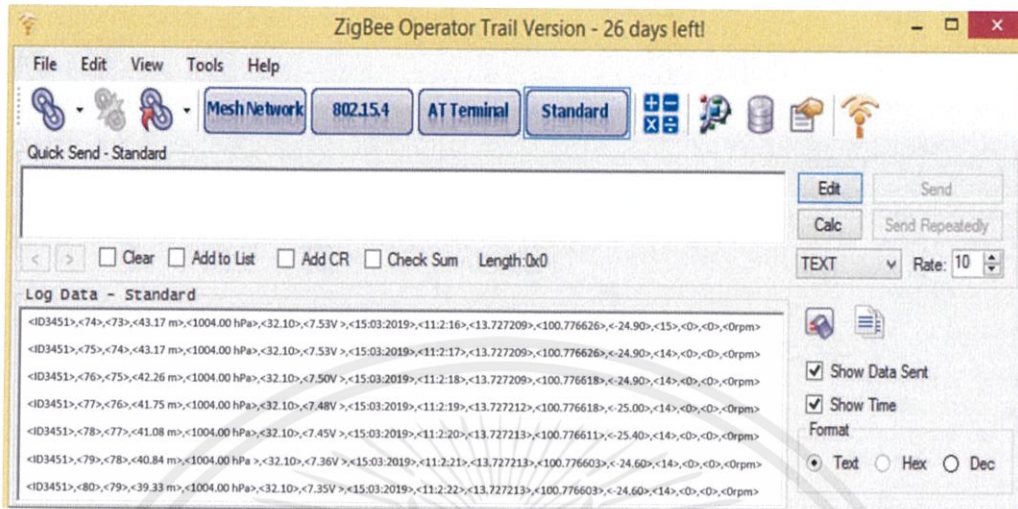 ZigBee Operator Trail Version - 26 days left!
File Edit View Tools Help
Mesh Network 802.15.4 AT Terminal Standard
Quick Send - Standard
Edit Send
Calc Send Repeatedly
< > Clear Add to List Add CR Check Sum Length:0x0 TEXT Rate: 10
Log Data - Standard
<ID3451>,<74>,<73>,<43.17 m>,<1004.00 hPa>,<32.10>,<7.53V >,<15:03:2019>,<11:2:16>,<13.727209>,<100.776626>,<-24.90>,<15>,<0>,<0>,<0rpm>
<ID3451>,<75>,<74>,<43.17 m>,<1004.00 hPa>,<32.10>,<7.53V >,<15:03:2019>,<11:2:17>,<13.727209>,<100.776626>,<-24.90>,<14>,<0>,<0>,<0rpm>
<ID3451>,<76>,<75>,<42.26 m>,<1004.00 hPa>,<32.10>,<7.50V >,<15:03:2019>,<11:2:18>,<13.727209>,<100.776618>,<-24.90>,<14>,<0>,<0>,<0rpm>
<ID3451>,<77>,<76>,<41.75 m>,<1004.00 hPa>,<32.10>,<7.48V >,<15:03:2019>,<11:2:19>,<13.727212>,<100.776618>,<-25.00>,<14>,<0>,<0>,<0rpm>
<ID3451>,<78>,<77>,<41.08 m>,<1004.00 hPa>,<32.10>,<7.45V >,<15:03:2019>,<11:2:20>,<13.727213>,<100.776611>,<-25.40>,<14>,<0>,<0>,<0rpm>
<ID3451>,<79>,<78>,<40.84 m>,<1004.00 hPa >,<32.10>,<7.36V >,<15:03:2019>,<11:2:21>,<13.727213>,<100.776603>,<-24.60>,<14>,<0>,<0>,<0rpm>
<ID3451>,<80>,<79>,<39.33 m>,<1004.00 hPa>,<32.10>,<7.35V >,<15:03:2019>,<11:2:22>,<13.727213>,<100.776603>,<-24.60>,<14>,<0>,<0>,<0rpm>
Show Data Sent
Show Time
Format
Text Hex Dec